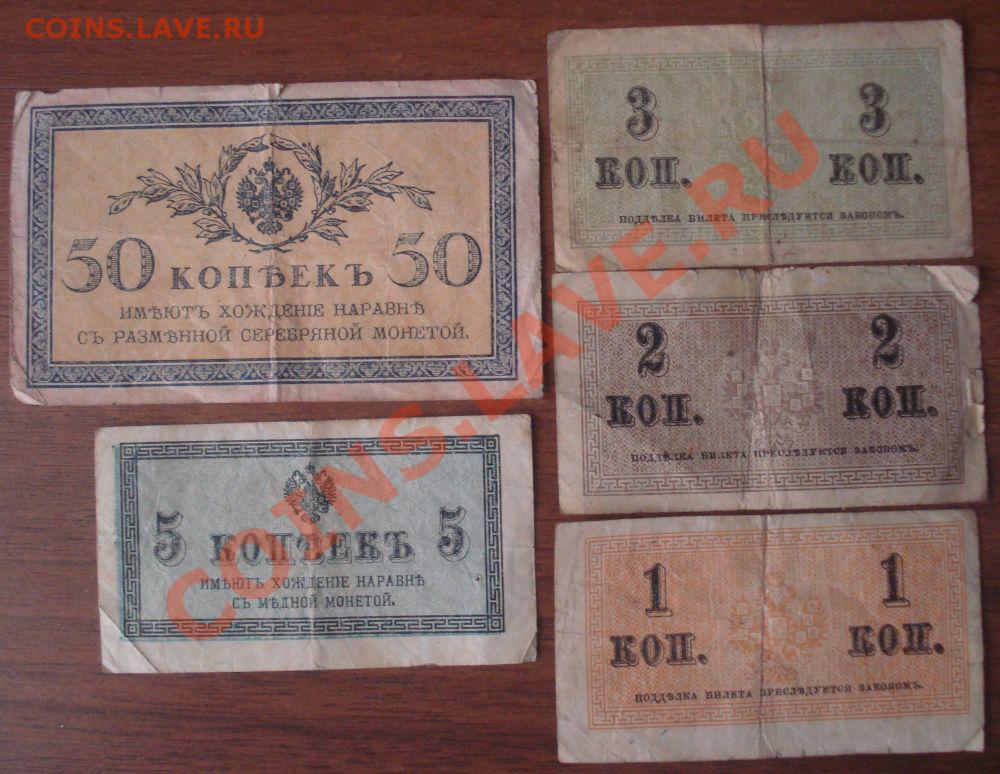 COINS.LAVE.RU
50 КОПѢЕКЪ 50
ИМѢЮТЪ ХОЖДЕНІЕ НАРАВНѢ
СЪ РАЗМѢННОЙ СЕРЕБРЯНОЙ МОНЕТОЙ.
5 КОПѢЕКЪ 5
ИМѢЮТЪ ХОЖДЕНІЕ НАРАВНѢ
СЪ МѢДНОЙ МОНЕТОЙ.
3 3
КОП. КОП.
ПОДДѢЛКА БИЛЕТА ПРЕСЛѢДУЕТСЯ ЗАКОНОМЪ.
2 2
КОП. КОП.
ПОДДѢЛКА БИЛЕТА ПРЕСЛѢДУЕТСЯ ЗАКОНОМЪ.
1 1
КОП. КОП.
ПОДДѢЛКА БИЛЕТА ПРЕСЛѢДУЕТСЯ ЗАКОНОМЪ.
COINS.LAVE.RU